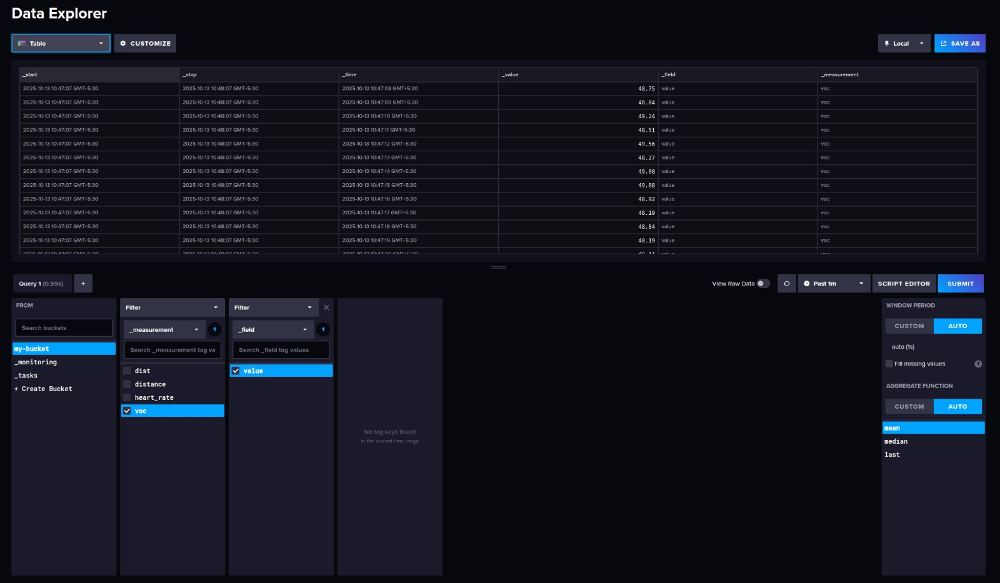 Data Explorer
Table
CUSTOMIZE
Local
SAVE AS
_start _stop _time _value _field _measurement
2025-10-13 10:47:07 GMT+5:30 2025-10-13 10:48:07 GMT+5:30 2025-10-13 10:47:08 GMT+5:30 48.75 value voc
2025-10-13 10:47:07 GMT+5:30 2025-10-13 10:48:07 GMT+5:30 2025-10-13 10:47:09 GMT+5:30 48.84 value voc
2025-10-13 10:47:07 GMT+5:30 2025-10-13 10:48:07 GMT+5:30 2025-10-13 10:47:10 GMT+5:30 49.24 value voc
2025-10-13 10:47:07 GMT+5:30 2025-10-13 10:48:07 GMT+5:30 2025-10-13 10:47:11 GMT+5:30 48.51 value voc
2025-10-13 10:47:07 GMT+5:30 2025-10-13 10:48:07 GMT+5:30 2025-10-13 10:47:12 GMT+5:30 49.56 value voc
2025-10-13 10:47:07 GMT+5:30 2025-10-13 10:48:07 GMT+5:30 2025-10-13 10:47:13 GMT+5:30 48.27 value voc
2025-10-13 10:47:07 GMT+5:30 2025-10-13 10:48:07 GMT+5:30 2025-10-13 10:47:14 GMT+5:30 49.08 value voc
2025-10-13 10:47:07 GMT+5:30 2025-10-13 10:48:07 GMT+5:30 2025-10-13 10:47:15 GMT+5:30 49.08 value voc
2025-10-13 10:47:07 GMT+5:30 2025-10-13 10:48:07 GMT+5:30 2025-10-13 10:47:16 GMT+5:30 48.92 value voc
2025-10-13 10:47:07 GMT+5:30 2025-10-13 10:48:07 GMT+5:30 2025-10-13 10:47:17 GMT+5:30 48.19 value voc
2025-10-13 10:47:07 GMT+5:30 2025-10-13 10:48:07 GMT+5:30 2025-10-13 10:47:18 GMT+5:30 48.84 value voc
2025-10-13 10:47:07 GMT+5:30 2025-10-13 10:48:07 GMT+5:30 2025-10-13 10:47:19 GMT+5:30 48.19 value voc
Query 1 (0.59s)
+
View Raw Data
Past 1m
SCRIPT EDITOR
SUBMIT
FROM
Search buckets
my-bucket
_monitoring
_tasks
+ Create Bucket
Filter
_measurement
1
Search _measurement tag va
dist
distance
heart_rate
voc
Filter
_field
1
Search _field tag values
value
No tag keys found
in the current time range
WINDOW PERIOD
CUSTOM AUTO
auto (1s)
Fill missing values
?
AGGREGATE FUNCTION
CUSTOM AUTO
mean
median
last